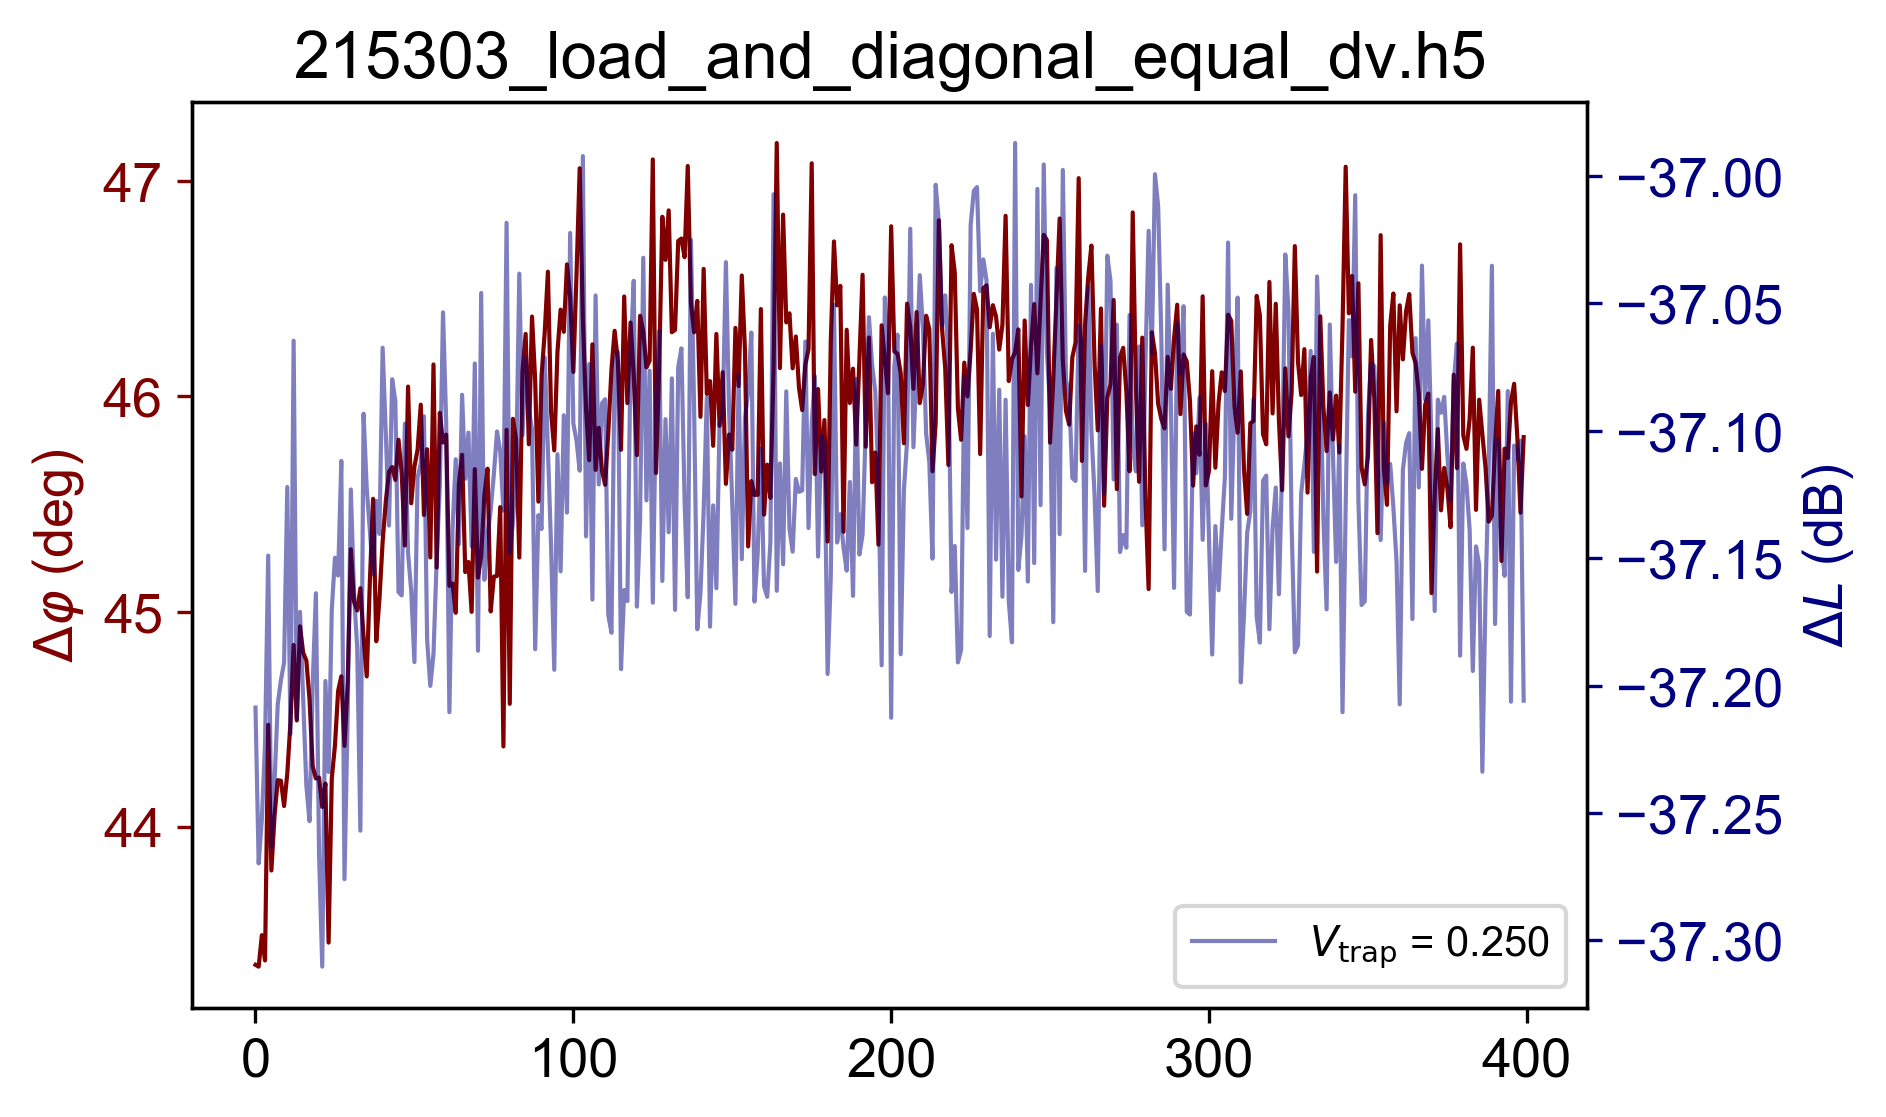 215303_load_and_diagonal_equal_dv.h5
Δφ (deg)
47
46
45
44
−37.00
−37.05
−37.10
−37.15
−37.20
−37.25
−37.30
ΔL (dB)
V_trap = 0.250
0 100 200 300 400